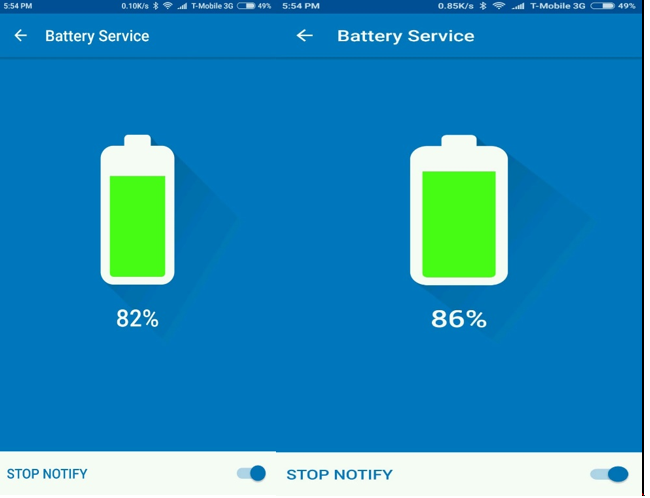 5:54 PM 0.10K/s T-Mobile 3G 49%
Battery Service
82%
STOP NOTIFY
5:54 PM 0.85K/s T-Mobile 3G 49%
Battery Service
86%
STOP NOTIFY